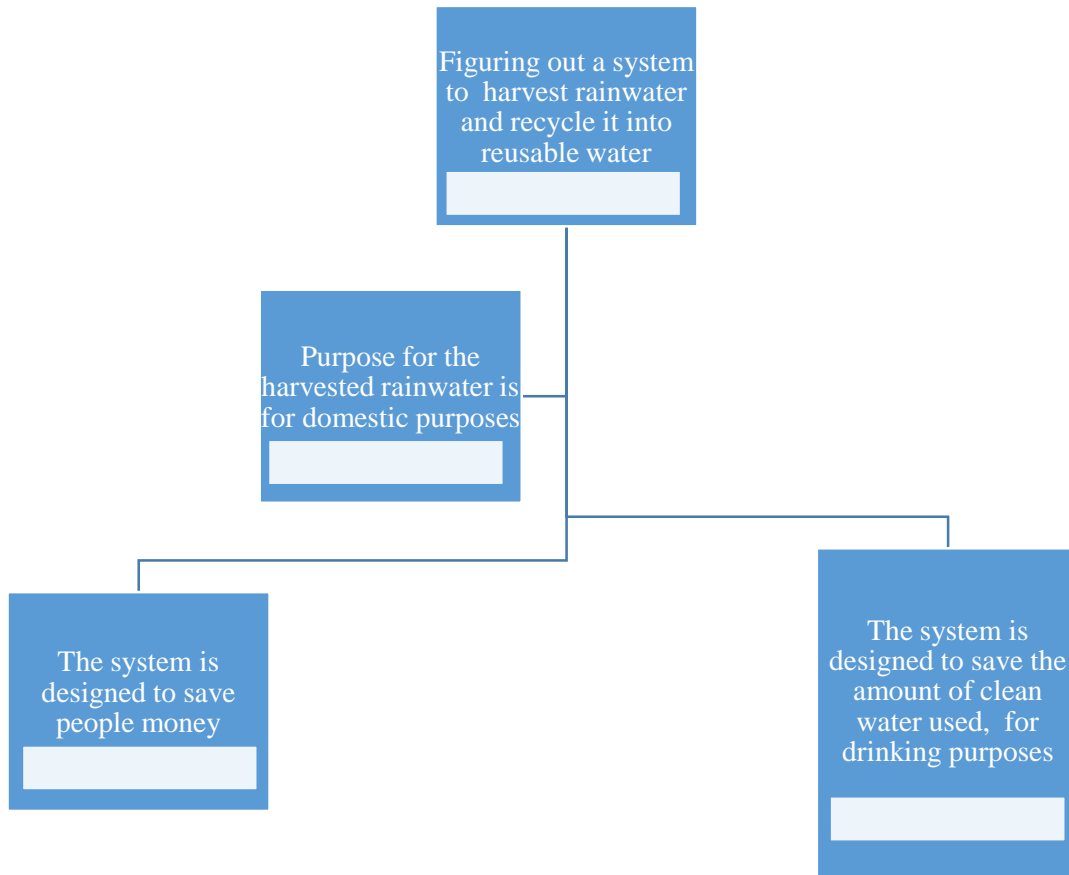 Figuring out a system
to  harvest rainwater
and recycle it into
reusable water
Purpose for the
harvested rainwater is
for domestic purposes
The system is
designed to save
people money
The system is
designed to save the
amount of clean
water used,  for
drinking purposes